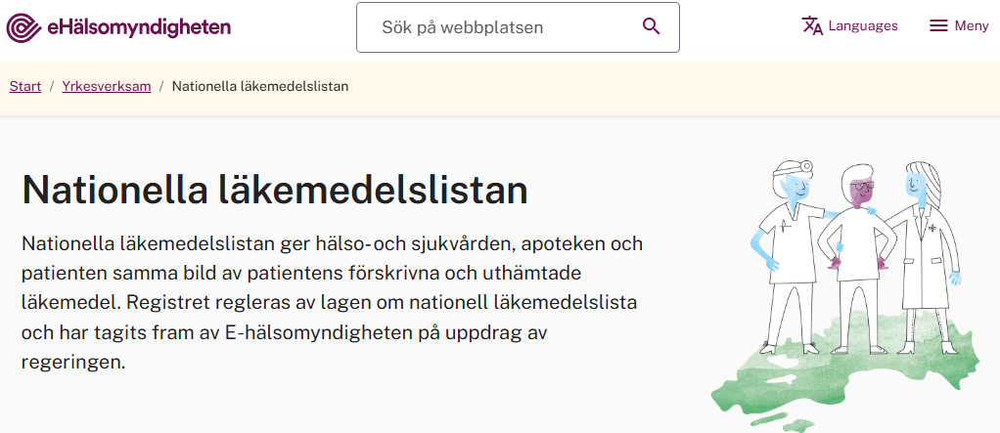 eHälsomyndigheten
Sök på webbplatsen
Languages
Meny
Start / Yrkesverksam / Nationella läkemedelslistan
Nationella läkemedelslistan
Nationella läkemedelslistan ger hälso- och sjukvården, apoteken och
patienten samma bild av patientens förskrivna och uthämtade
läkemedel. Registret regleras av lagen om nationell läkemedelslista
och har tagits fram av E-hälsomyndigheten på uppdrag av
regeringen.